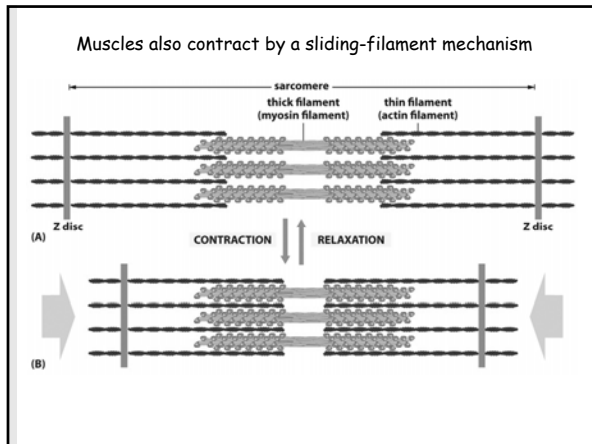 Muscles also contract by a sliding-filament mechanism
sarcomere
thick filament
(myosin filament)
thin filament
(actin filament)
Z disc
Z disc
(A)
CONTRACTION
RELAXATION
(B)